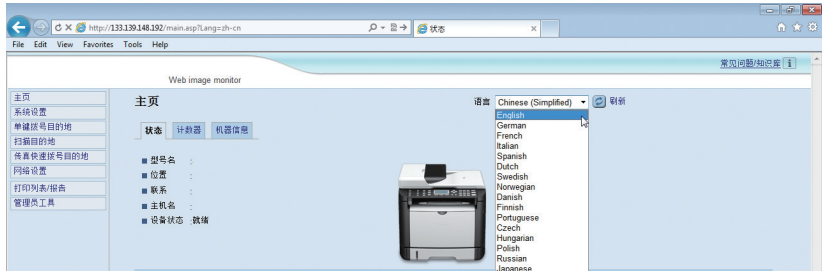 http://133.139.148.192/main.asp?Lang=zh-cn
状态
File Edit View Favorites Tools Help
常见问题/知识库
Web image monitor
主页
系统设置
单键拨号目的地
扫描目的地
传真快速拨号目的地
网络设置
打印列表/报告
管理员工具
主页
语言 Chinese (Simplified) 刷新
状态 计数器 机器信息
型号名 :
位置 :
联系 :
主机名 :
设备状态 :就绪
English
German
French
Italian
Spanish
Dutch
Swedish
Norwegian
Danish
Finnish
Portuguese
Czech
Hungarian
Polish
Russian
Japanese